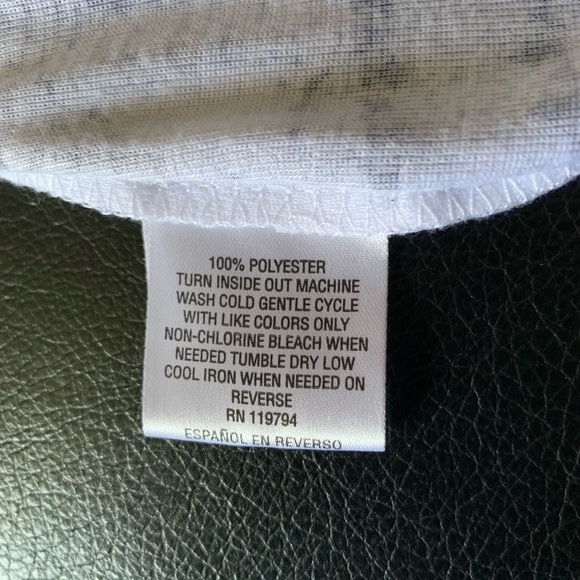 100% POLYESTER
TURN INSIDE OUT MACHINE
WASH COLD GENTLE CYCLE
WITH LIKE COLORS ONLY
NON-CHLORINE BLEACH WHEN
NEEDED TUMBLE DRY LOW
COOL IRON WHEN NEEDED ON
REVERSE
RN 119794
ESPAÑOL EN REVERSO